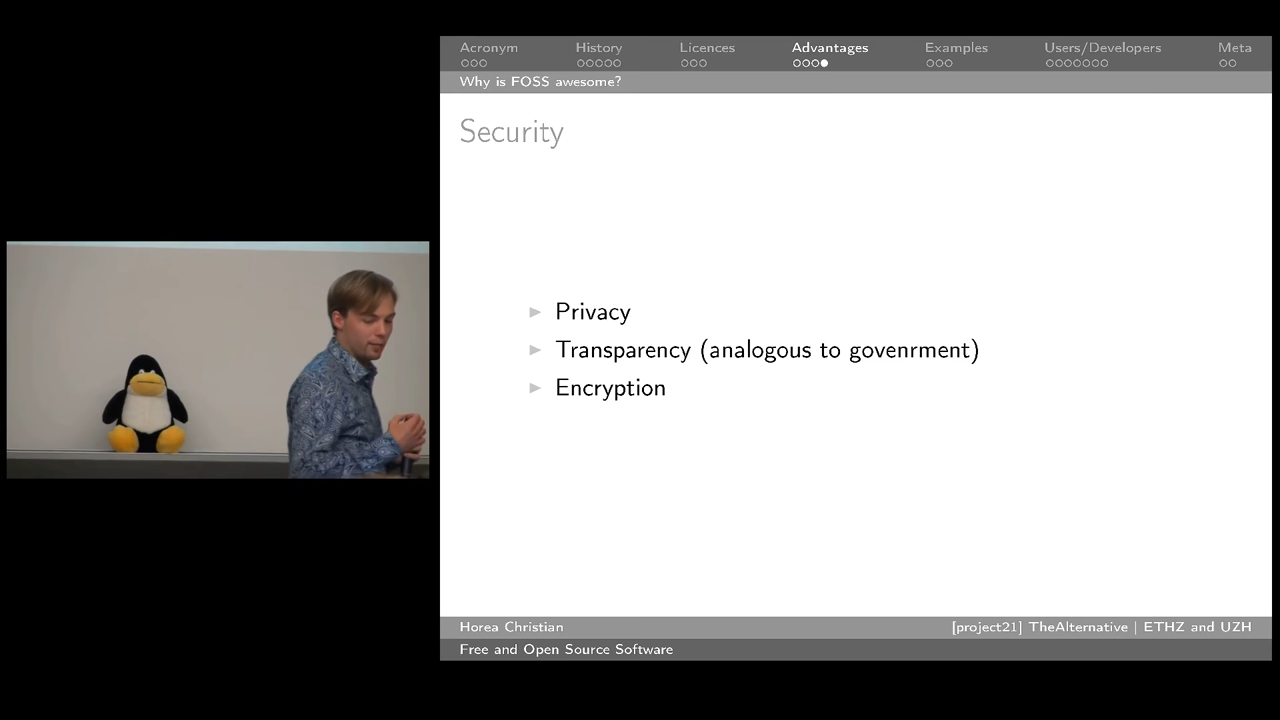 Acronym History Licences Advantages Examples Users/Developers Meta
Why is FOSS awesome?
Security
Privacy
Transparency (analogous to govenrment)
Encryption
Horea Christian [project21] TheAlternative | ETHZ and UZH
Free and Open Source Software